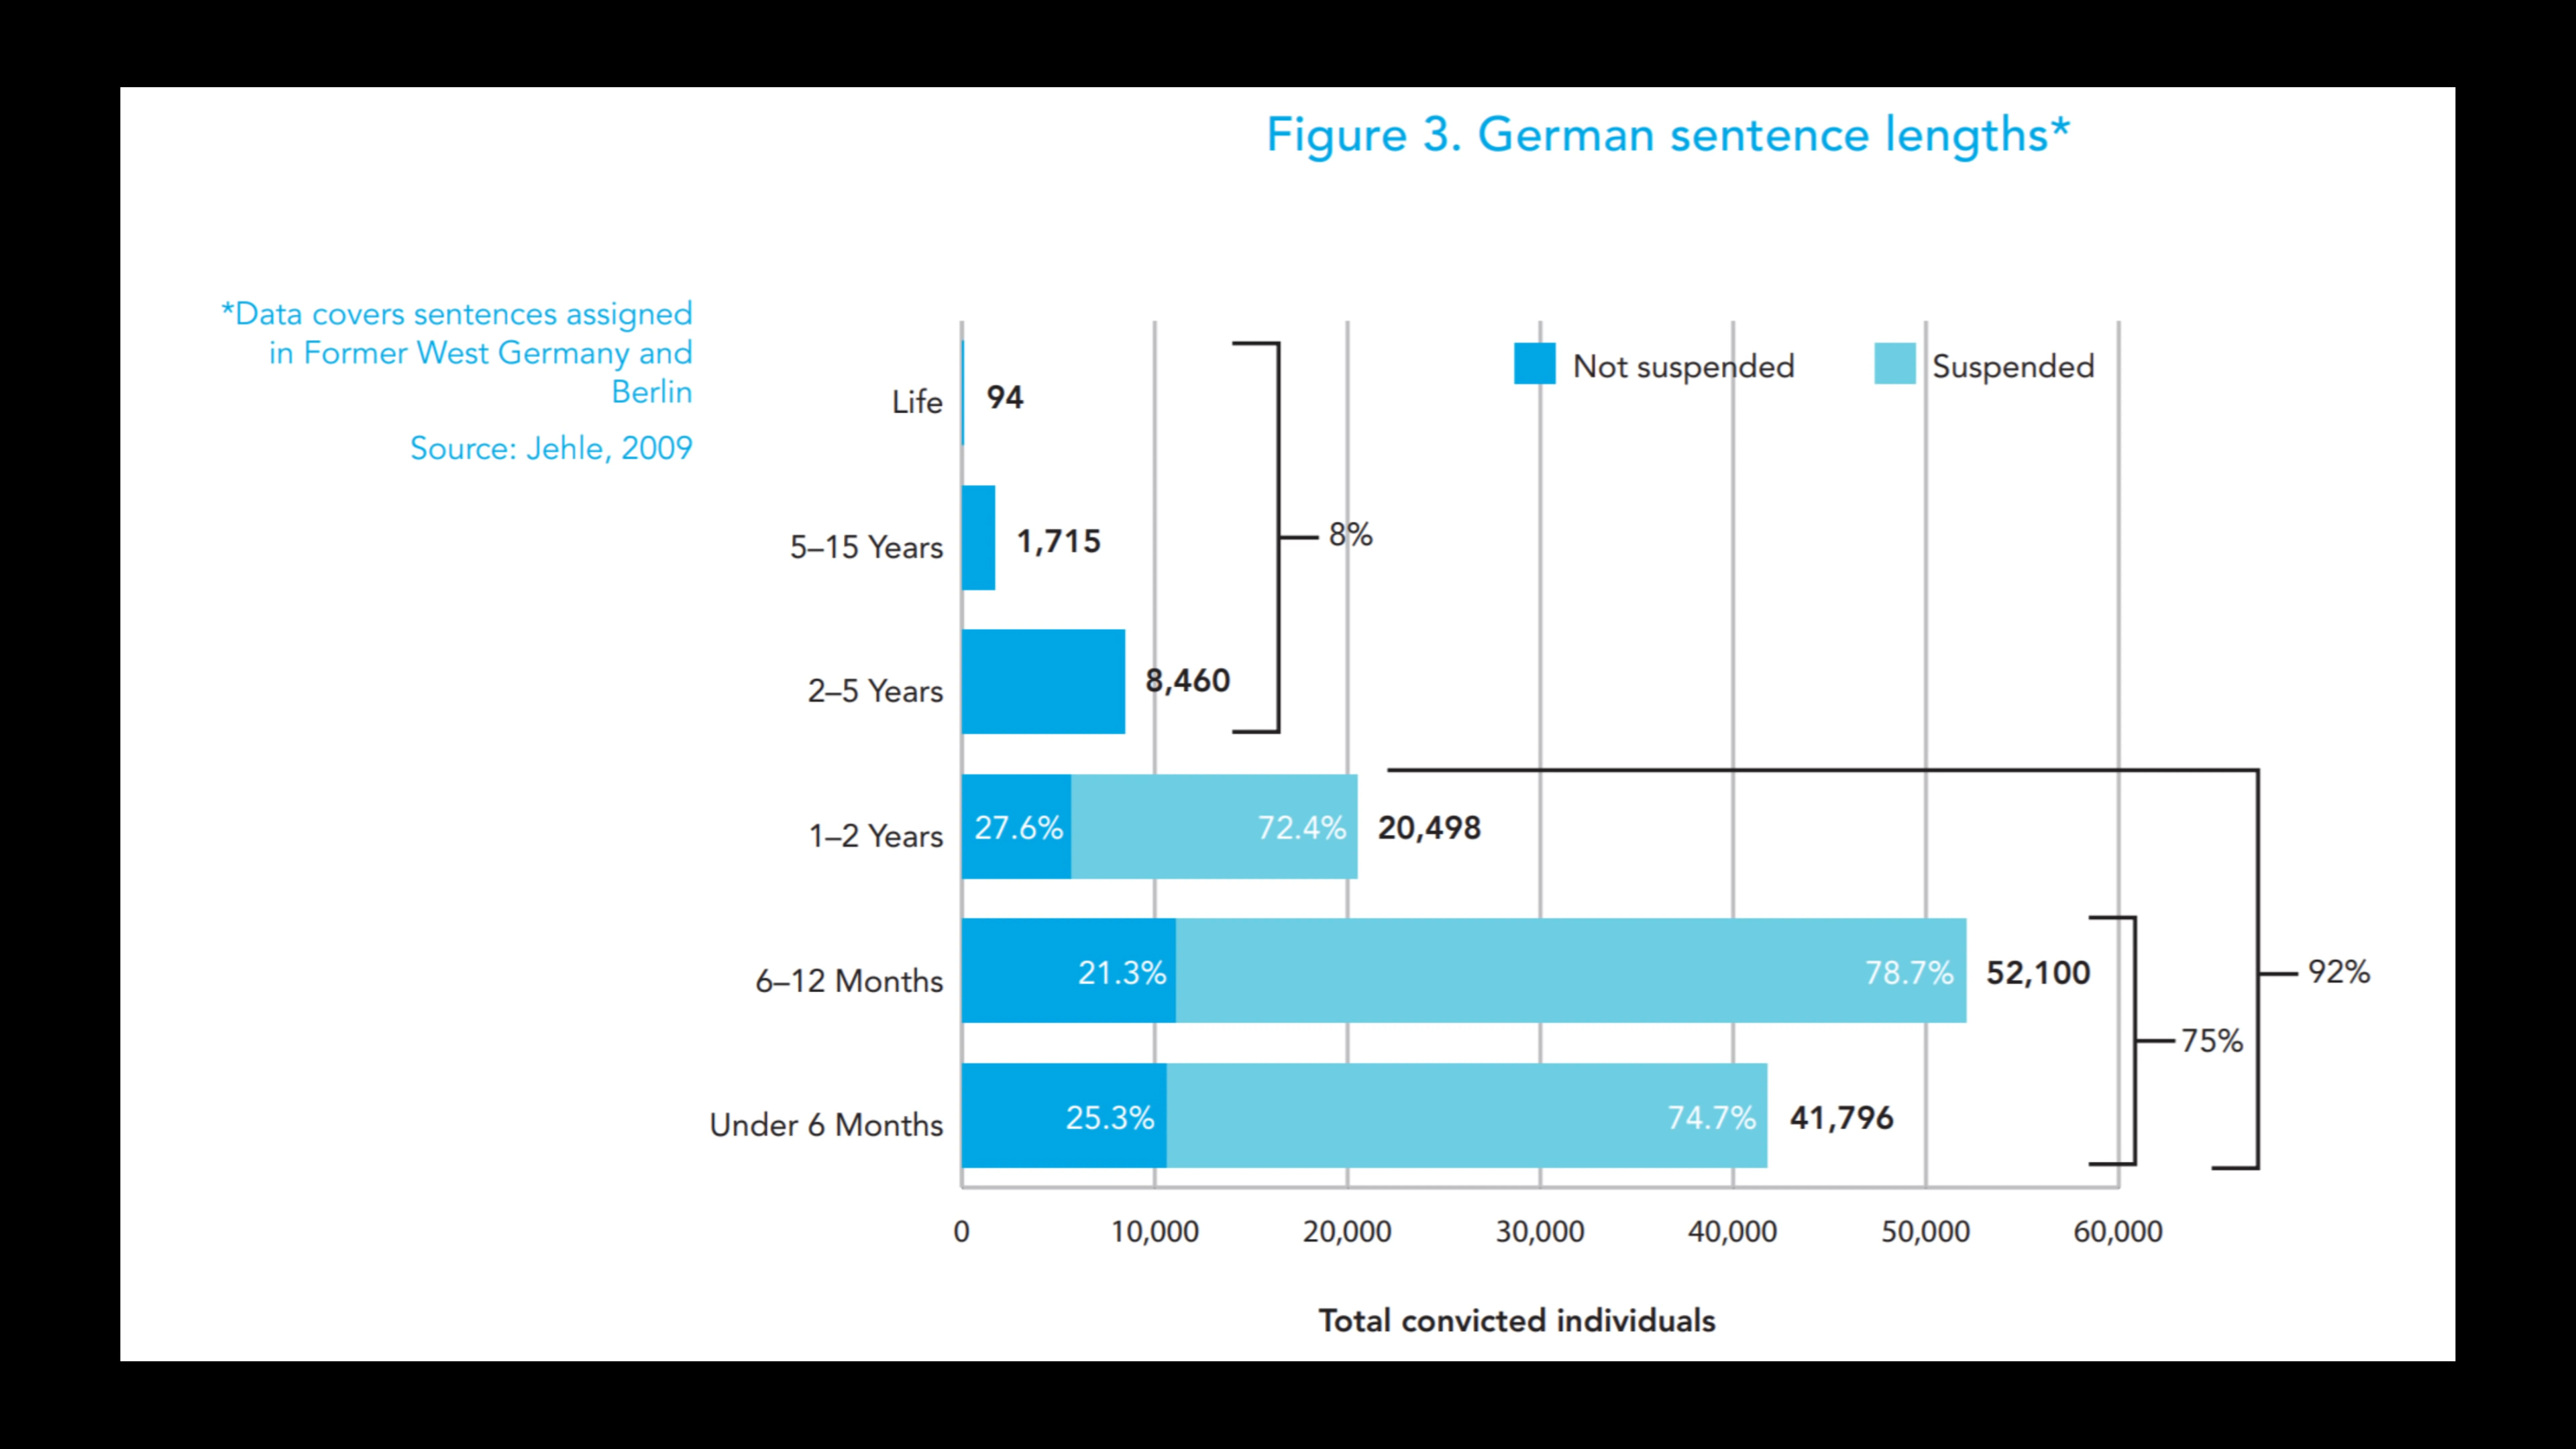 Figure 3. German sentence lengths*
*Data covers sentences assigned
in Former West Germany and
Berlin
Source: Jehle, 2009
Not suspended
Suspended
Life
94
5–15 Years
1,715
8%
2–5 Years
8,460
1–2 Years
27.6%
72.4%
20,498
6–12 Months
21.3%
78.7%
52,100
92%
75%
Under 6 Months
25.3%
74.7%
41,796
0
10,000
20,000
30,000
40,000
50,000
60,000
Total convicted individuals